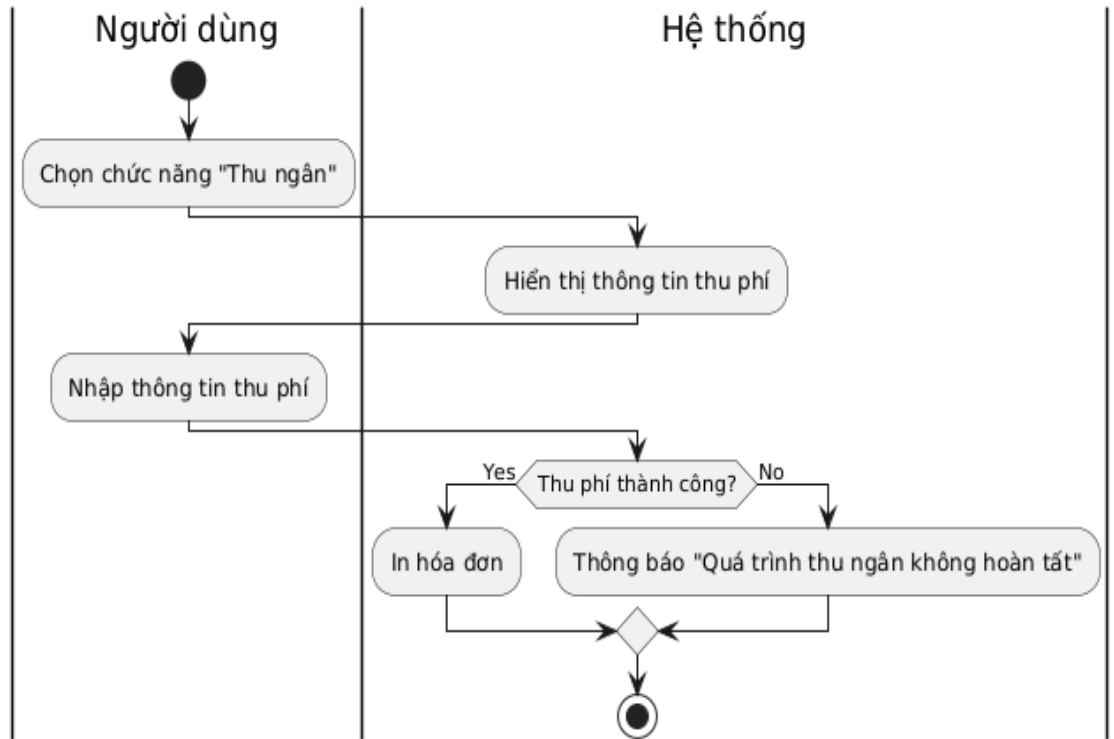 Người dùng
Hệ thống
Chọn chức năng "Thu ngân"
Hiển thị thông tin thu phí
Nhập thông tin thu phí
Yes
Thu phí thành công?
No
In hóa đơn
Thông báo "Quá trình thu ngân không hoàn tất"